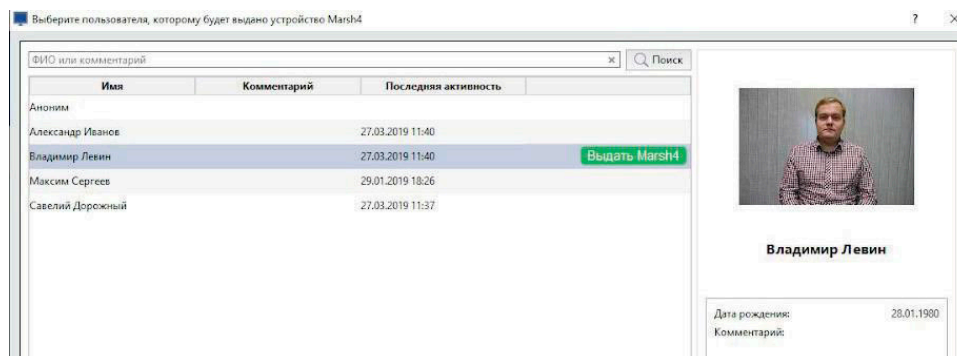 Выберите пользователя, которому будет выдано устройство Marsh4 ?
ФИО или комментарий Поиск
Имя Комментарий Последняя активность
Аноним
Александр Иванов 27.03.2019 11:40
Владимир Левин 27.03.2019 11:40 Выдать Marsh4
Максим Сергеев 29.01.2019 18:26
Савелий Дорожный 27.03.2019 11:37
Владимир Левин
Дата рождения: 28.01.1980
Комментарий: